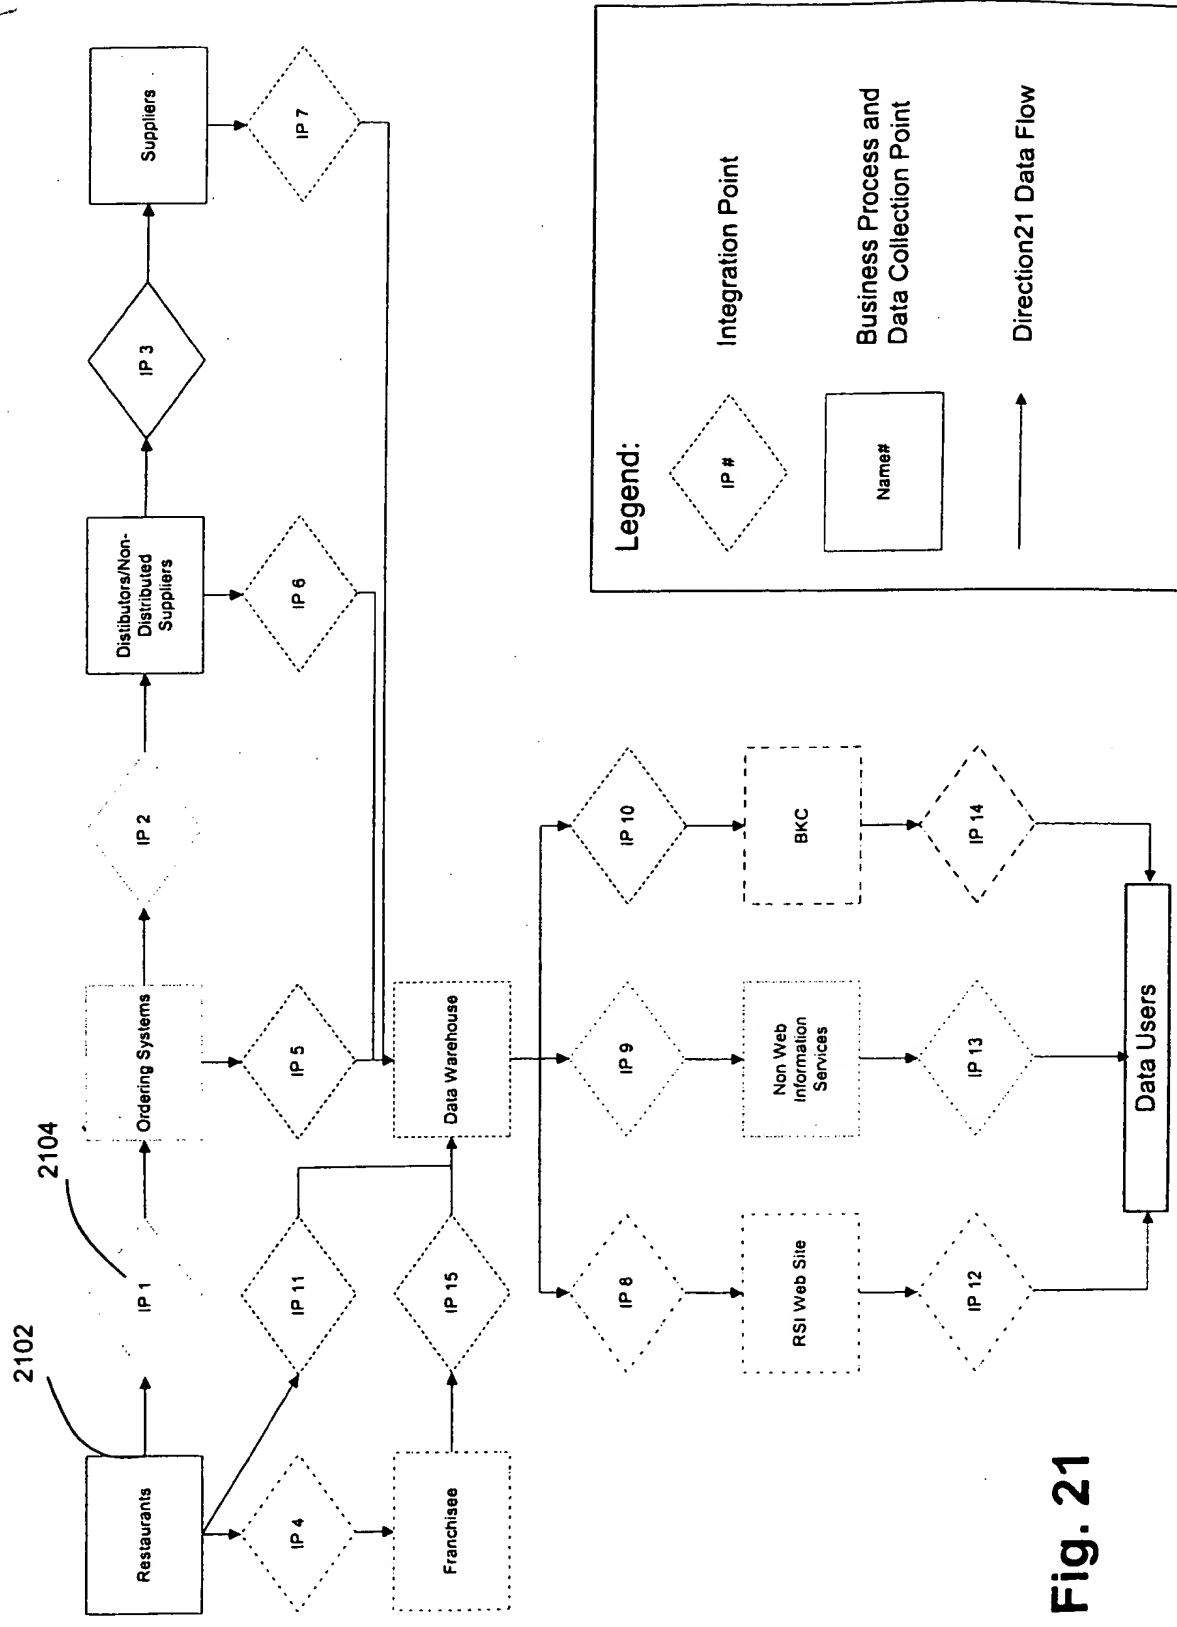 2102
2104
Restaurants
IP 1
Ordering Systems
IP 2
Distibutors/Non-
Distributed
Suppliers
IP 3
Suppliers
IP 4
IP 11
IP 5
IP 6
IP 7
Franchisee
IP 15
Data Warehouse
IP 8
IP 9
IP 10
RSI Web Site
Non Web
Information
Services
BKC
IP 12
IP 13
IP 14
Data Users
Legend:
IP #
Integration Point
Name#
Business Process and
Data Collection Point
Direction21 Data Flow
Fig. 21